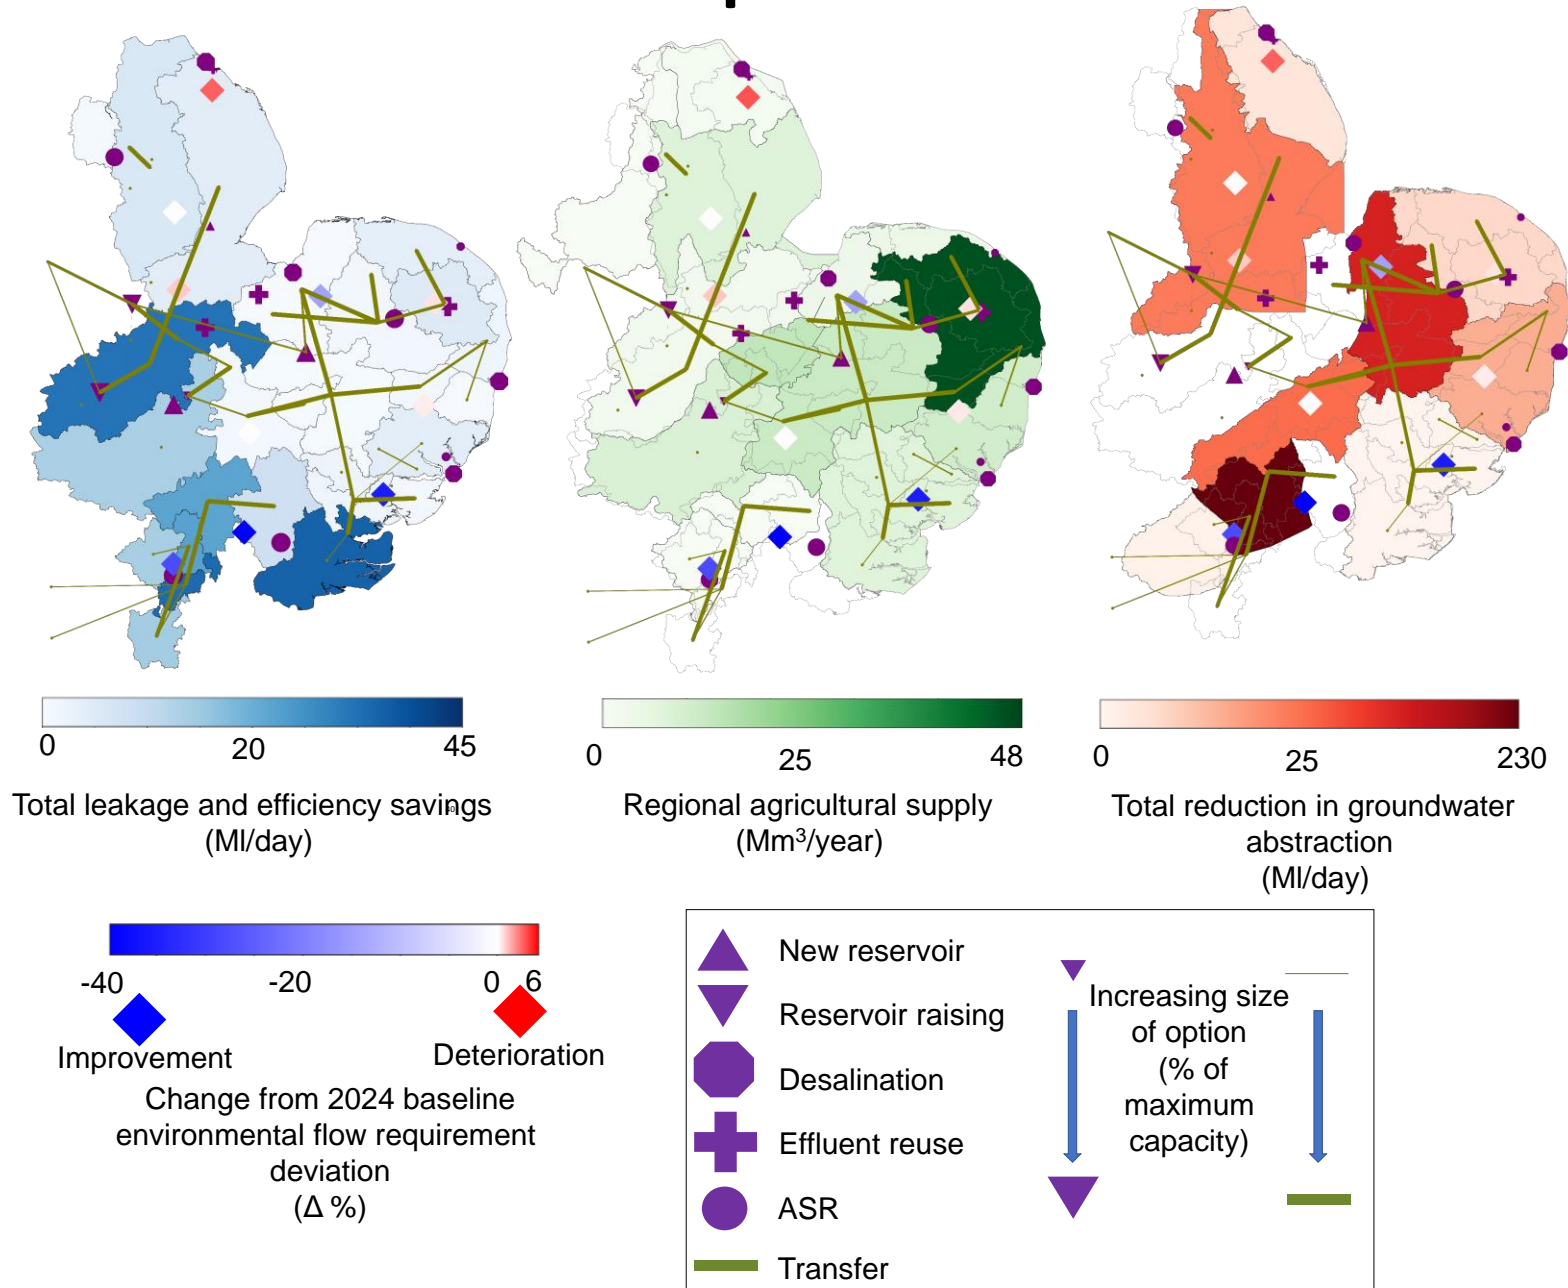 0 20 45
Total leakage and efficiency savings
(Ml/day)
0 25 48
Regional agricultural supply
(Mm³/year)
0 25 230
Total reduction in groundwater
abstraction
(Ml/day)
-40 -20 0 6
Improvement
Deterioration
Change from 2024 baseline
environmental flow requirement
deviation
(Δ %)
New reservoir
Reservoir raising
Desalination
Effluent reuse
ASR
Transfer
Increasing size
of option
(% of
maximum
capacity)